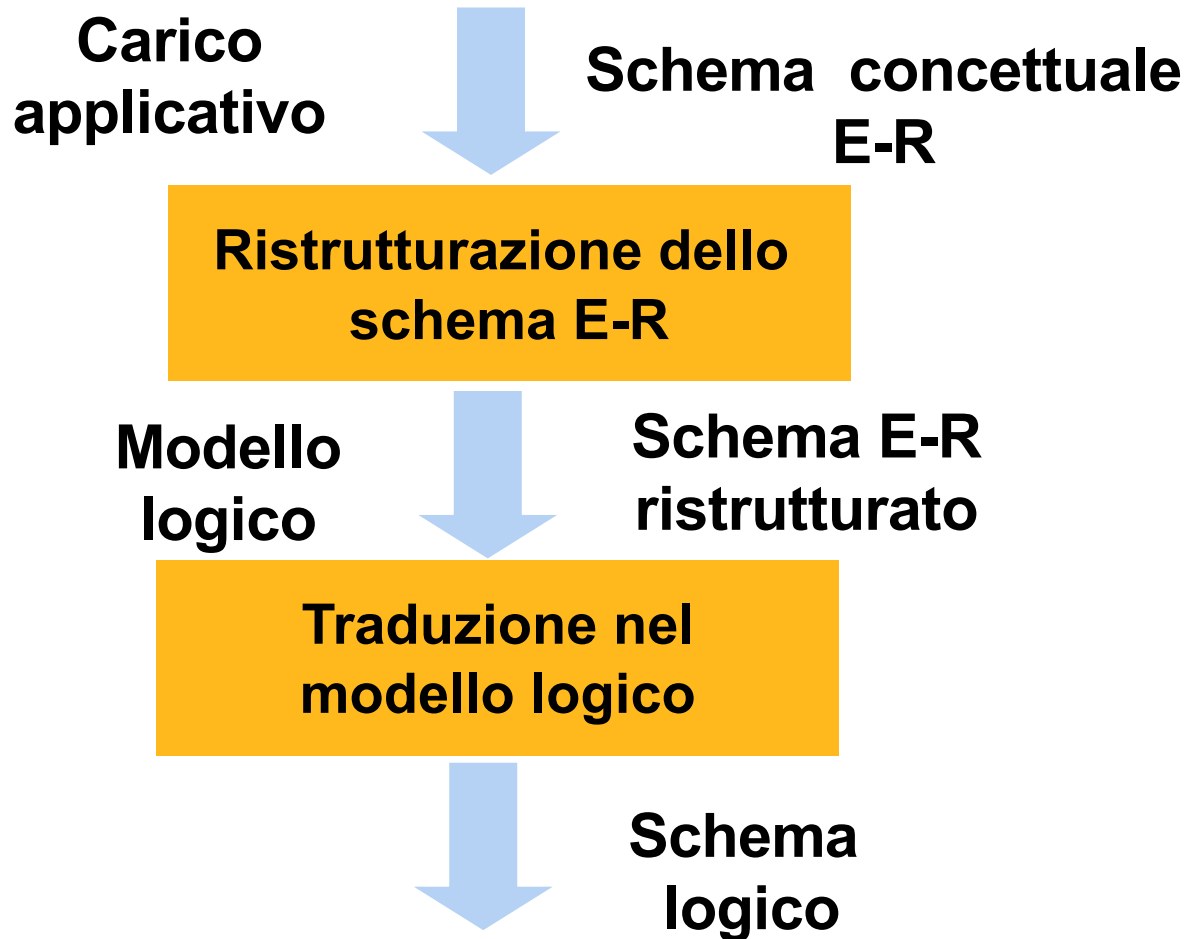 Carico
applicativo
Schema concettuale
E-R
Ristrutturazione dello
schema E-R
Modello
logico
Schema E-R
ristrutturato
Traduzione nel
modello logico
Schema
logico